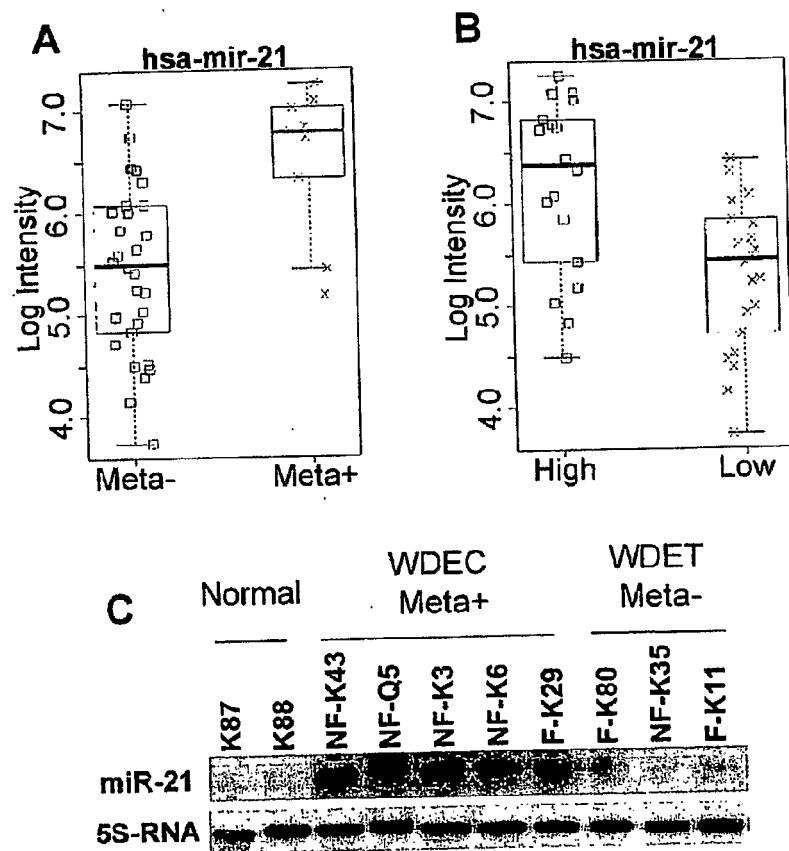 A
hsa-mir-21
Log Intensity
7.0
6.0
5.0
4.0
Meta-
Meta+
B
hsa-mir-21
Log Intensity
7.0
6.0
5.0
4.0
High
Low
C
Normal
WDEC
Meta+
WDET
Meta-
K87
K88
NF-K43
NF-Q5
NF-K3
NF-K6
F-K29
F-K80
NF-K35
F-K11
miR-21
5S-RNA